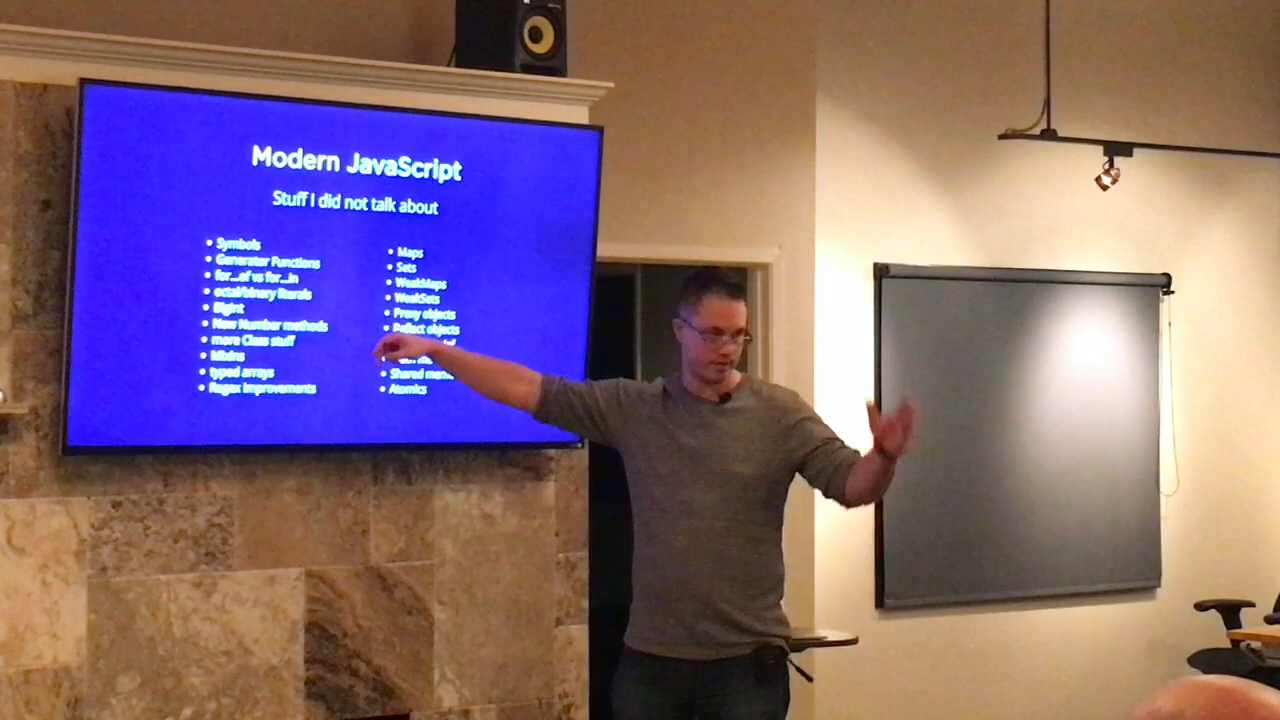 Modern JavaScript
Stuff I did not talk about
• Symbols
• Generator Functions
• for...of vs for...in
• octal/binary literals
• BigInt
• New Number methods
• more Class stuff
• Mixins
• typed arrays
• Regex Improvements
• Maps
• Sets
• WeakMaps
• WeakSets
• Proxy objects
• Reflect objects
• Shared
• Atomics